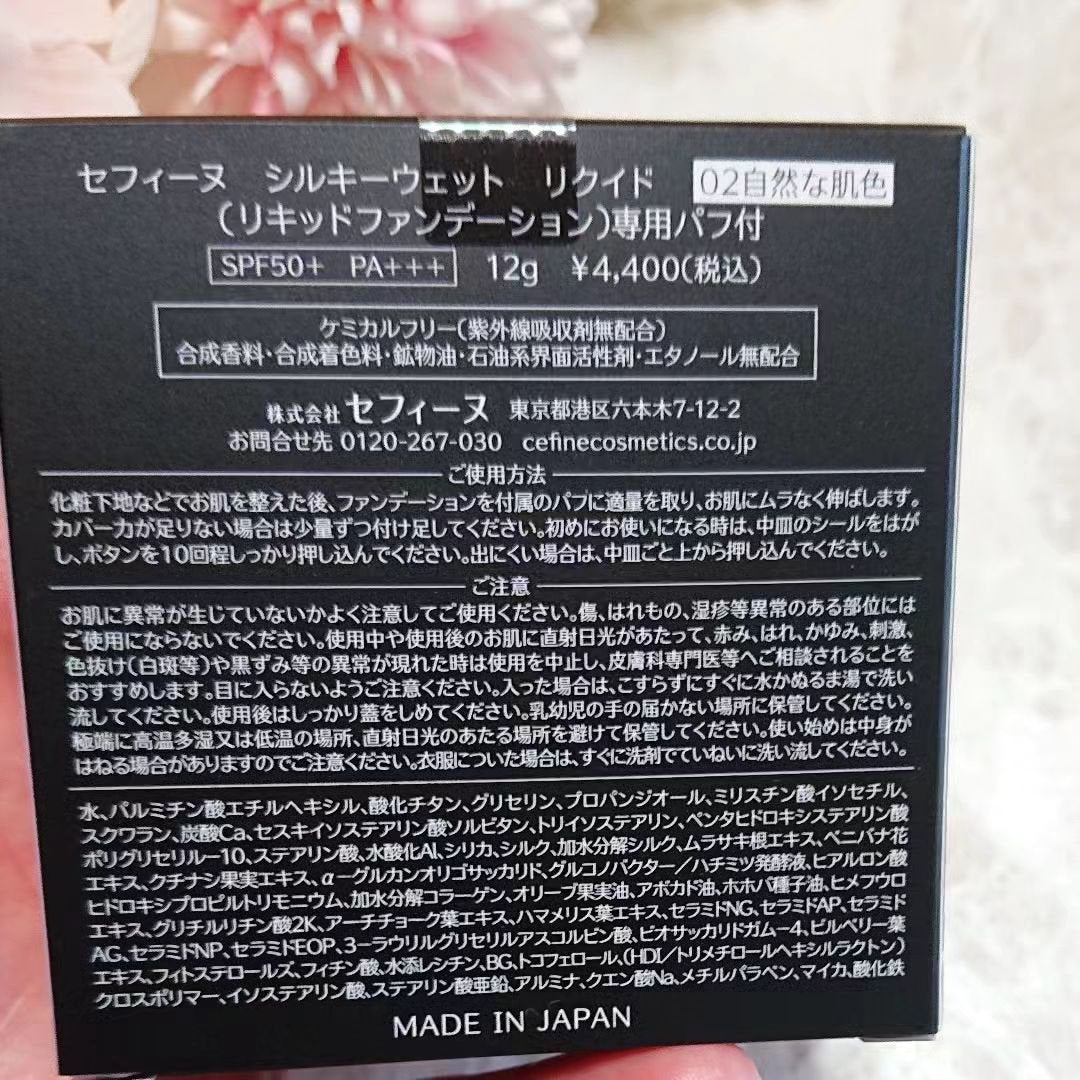 セフィーヌ　シルキーウェット　リクイド　02自然な肌色
(リキッドファンデーション)専用パフ付
SPF50+　PA+++　12g　¥4,400(税込)
ケミカルフリー(紫外線吸収剤無配合)
合成香料・合成着色料・鉱物油・石油系界面活性剤・エタノール無配合
株式会社 セフィーヌ　東京都港区六本木7-12-2
お問合せ先 0120-267-030　cefinecosmetics.co.jp
ご使用方法
化粧下地などでお肌を整えた後、ファンデーションを付属のパフに適量を取り、お肌にムラなく伸ばします。
カバー力が足りない場合は少量ずつ付け足してください。初めにお使いになる時は、中皿のシールをはが
し、ボタンを10回程しっかり押し込んでください。出にくい場合は、中皿ごと上から押し込んでください。
ご注意
お肌に異常が生じていないかよく注意してご使用ください。傷、はれもの、湿疹等異常のある部位には
ご使用にならないでください。使用中や使用後のお肌に直射日光があたって、赤み、はれ、かゆみ、刺激、
色抜け(白斑等)や黒ずみ等の異常が現れた時は使用を中止し、皮膚科専門医等へご相談されることを
おすすめします。目に入らないようご注意ください。入った場合は、こすらずにすぐに水かぬるま湯で洗い
流してください。使用後はしっかり蓋をしめてください。乳幼児の手の届かない場所に保管してください。
極端に高温多湿又は低温の場所、直射日光のあたる場所を避けて保管してください。使い始めは中身が
はねる場合がありますのでご注意ください。衣服についた場合は、すぐに洗剤でていねいに洗い流してください。
水、パルミチン酸エチルヘキシル、酸化チタン、グリセリン、プロパンジオール、ミリスチン酸イソセチル、
スクワラン、炭酸Ca、セスキイソステアリン酸ソルビタン、トリイソステアリン、ペンタヒドロキシステアリン酸
ポリグリセリル-10、ステアリン酸、水酸化Al、シリカ、シルク、加水分解シルク、ムラサキ根エキス、ベニバナ花
エキス、クチナシ果実エキス、α-グルカンオリゴサッカリド、グルコノバクター/ハチミツ発酵液、ヒアルロン酸
ヒドロキシプロピルトリモニウム、加水分解コラーゲン、オリーブ果実油、アボカド油、ホホバ種子油、ヒメフウロ
エキス、グリチルリチン酸2K、アーチチョーク葉エキス、ハマメリス葉エキス、セラミドNG、セラミドAP、セラミド
AG、セラミドNP、セラミドEOP、3-ラウリルグリセリルアスコルビン酸、ビオサッカリドガム-4、ビルベリー葉
エキス、フィトステロールズ、フィチン酸、水添レシチン、BG、トコフェロール、(HDI/トリメチロールヘキシルラクトン)
クロスポリマー、イソステアリン酸、ステアリン酸亜鉛、アルミナ、クエン酸Na、メチルパラベン、マイカ、酸化鉄
MADE IN JAPAN